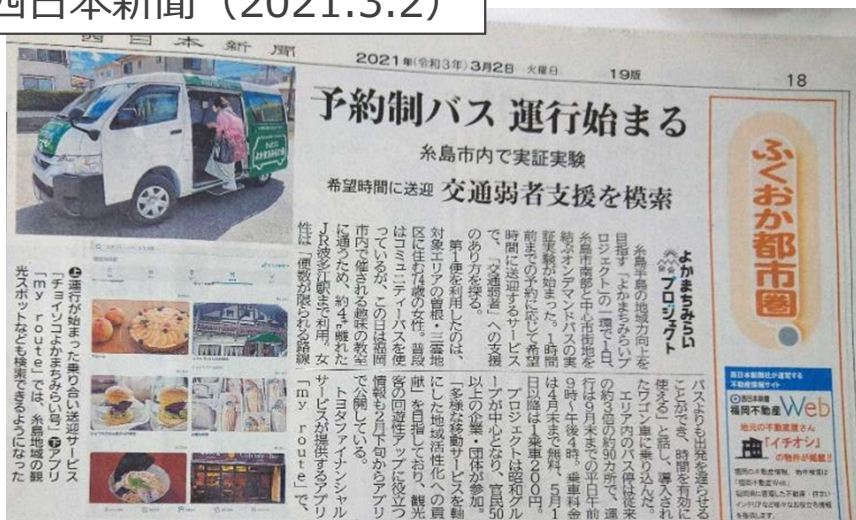 西日本新聞（2021.3.2）
西日本新聞
2021年(令和3年)3月2日 火曜日
19版
18
予約制バス 運行始まる
糸島市内で実証実験
希望時間に送迎 交通弱者支援を模索
ふくおか都市圏
よかまちみらい
プロジェクト
糸島半島の地域力向上を
目指す「よかまちみらいプ
ロジェクト」の一環で1日、
糸島市南部と中心市街地を
結ぶオンデマンドバスの実
証実験が始まった。1時間
前までの予約に応じて希望
時間に送迎するサービス
で、「交通弱者」への支援
のあり方を探る。
第1便を利用したのは、
対象エリアの曽根・三雲地
区に住む74歳の女性。普段
はコミュニティーバスを使
っているが、この日は福岡
市内で催される趣味の教室
に通うため、約4㌔離れた
JR波多江駅まで利用。女
性は「便数が限られる路線
バスよりも出発を遅らせる
ことができ、時間を有効に
使える」と話し、導入され
たワゴン車に乗り込んだ。
エリア内のバス停は従来
の約3倍の約90カ所で、運
行は9月末までの平日午前
9時～午後4時。乗車料金
は4月末まで無料、5月1
日以降は1乗車200円。
プロジェクトは昭和グル
ープが中心となり、官民50
以上の企業・団体が参加。
「多様な移動サービスを軸
にした地域活性化への貢
献」を目指しており、観光
客の回遊性アップに役立つ
情報も2月下旬からアプリ
で公開している。
トヨタファイナンシャル
サービスが提供するアプリ
「my route」で、
㊤運行が始まった乗り合い送迎サービス
「チョイソコよかまちみらい号」㊦アプリ
「my route」では、糸島地域の観
光スポットなども検索できるようになった
西日本新聞社が運営する
不動産情報サイト
西日本新聞
福岡不動産Web
地元の不動産屋さん
「イチオシ」
の物件が満載!!